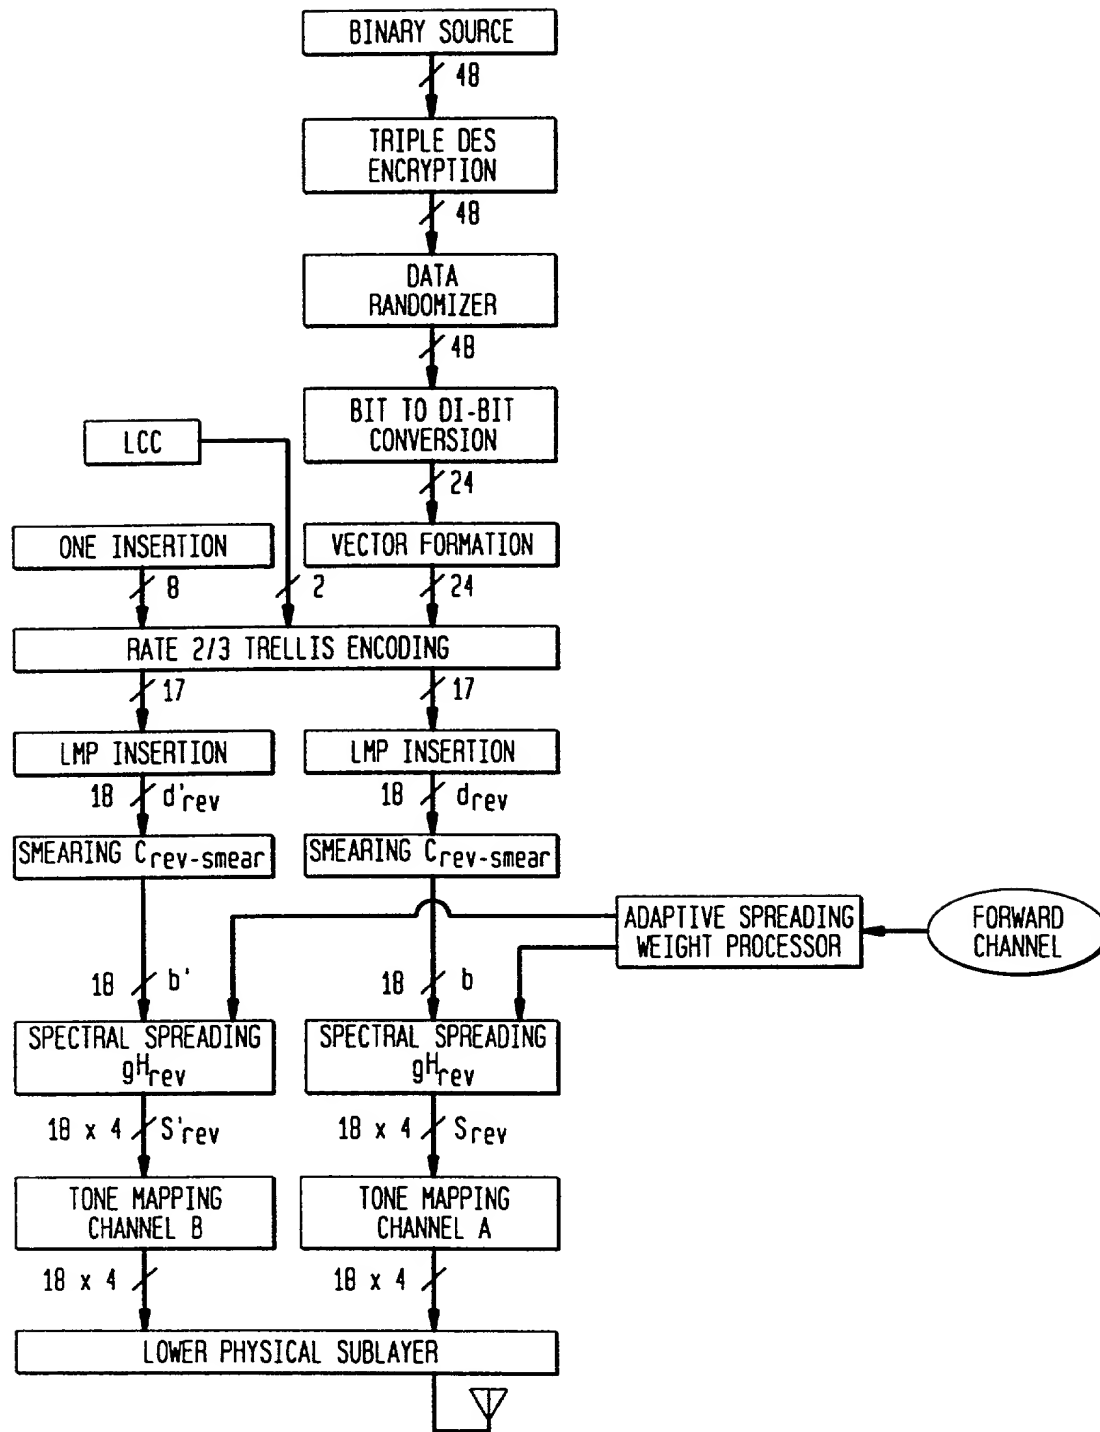 BINARY SOURCE
48
TRIPLE DES
ENCRYPTION
48
DATA
RANDOMIZER
48
BIT TO DI-BIT
CONVERSION
LCC
24
ONE INSERTION
VECTOR FORMATION
8
2
24
RATE 2/3 TRELLIS ENCODING
17
17
LMP INSERTION
LMP INSERTION
18 d'rev
18 drev
SMEARING Crev-smear
SMEARING Crev-smear
ADAPTIVE SPREADING
WEIGHT PROCESSOR
FORWARD
CHANNEL
18 b'
18 b
SPECTRAL SPREADING
gHrev
SPECTRAL SPREADING
gHrev
18 x 4 S'rev
18 x 4 Srev
TONE MAPPING
CHANNEL B
TONE MAPPING
CHANNEL A
18 x 4
18 x 4
LOWER PHYSICAL SUBLAYER